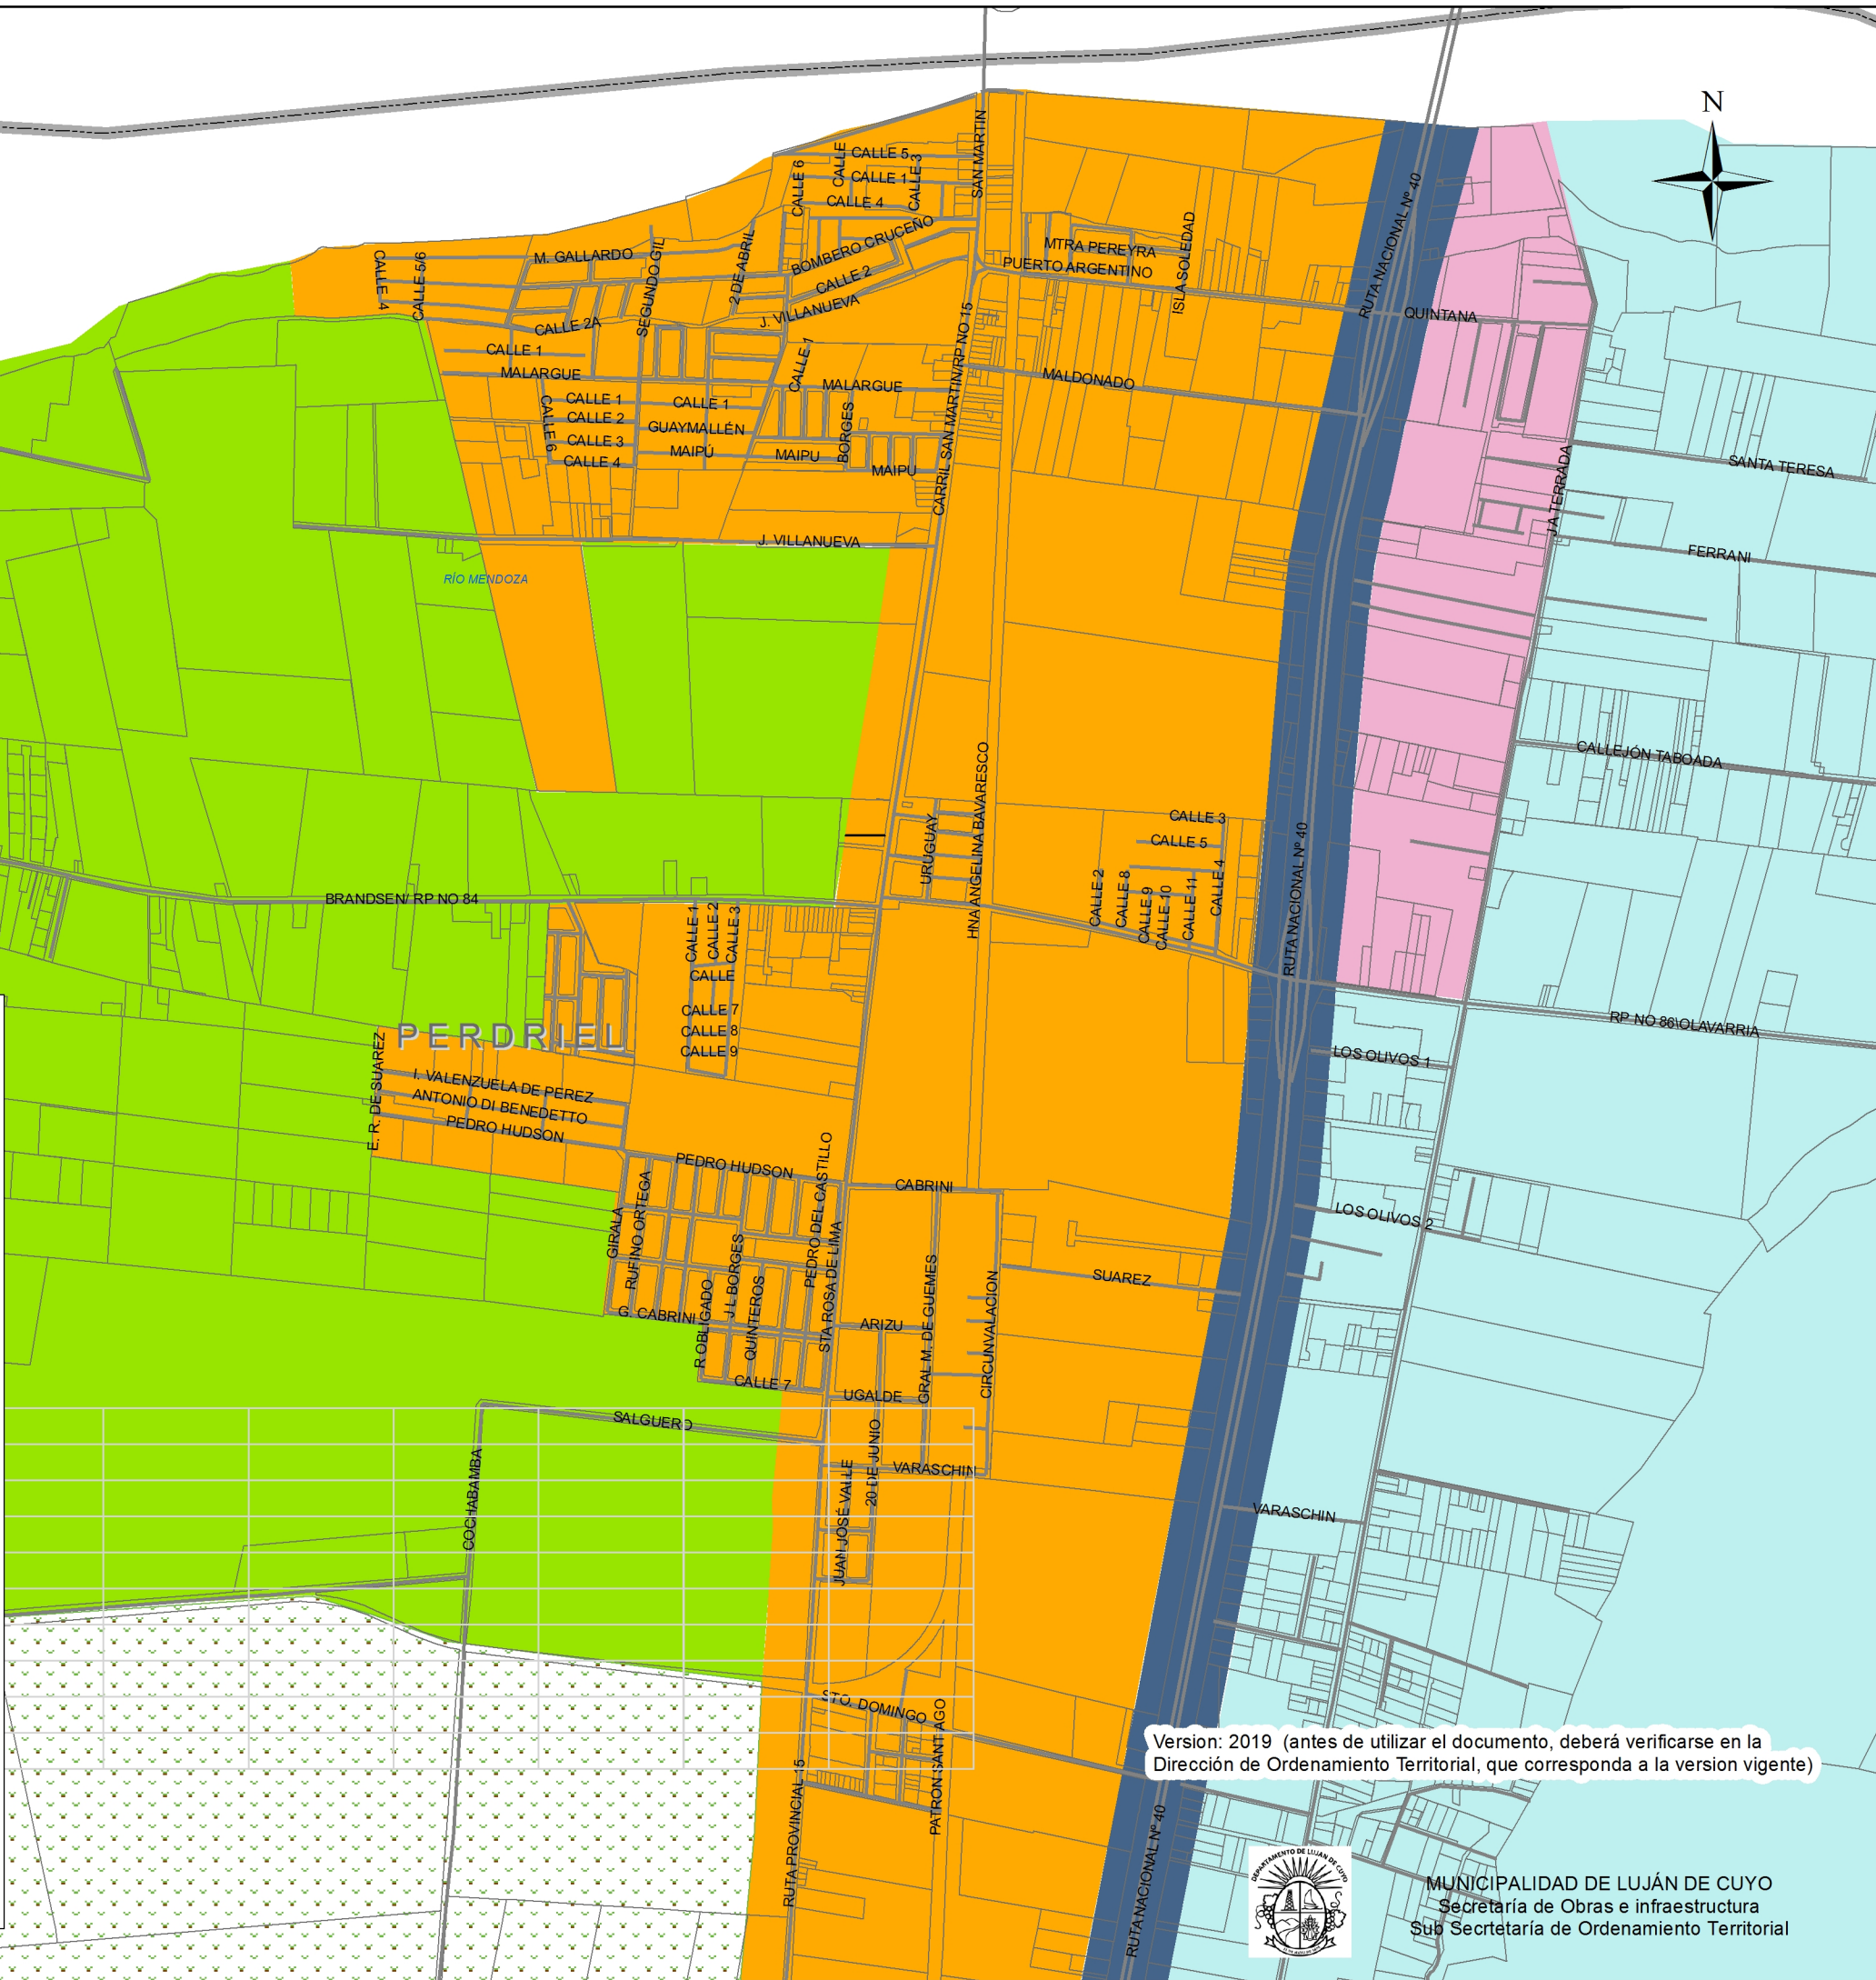 N
SAN MARTIN
CALLE 5
CALLE
CALLE 6
CALLE 1
CALLE 3
CALLE 4
BOMBERO CRUCEÑO
CALLE 2
J. VILLANUEVA
2 DE ABRIL
SEGUNDO GIL
M. GALLARDO
CALLE 4
CALLE 5/6
CALLE 2A
CALLE 1
MALARGUE
CALLE 1
CALLE 2
CALLE 3
CALLE 4
CALLE 6
CALLE 1
GUAYMALLÉN
MAIPÚ
CALLE 1
MALARGUE
BORGES
MAIPU
MAIPU
MTRA PEREYRA
PUERTO ARGENTINO
ISLA SOLEDAD
RUTA NACIONAL Nº 40
QUINTANA
CARRIL SAN MARTIN/RP NO 15
MALDONADO
J A TERRADA
SANTA TERESA
FERRANI
J. VILLANUEVA
RÍO MENDOZA
CALLEJÓN TABOADA
HNA ANGELINA BAVARESCO
URUGUAY
CALLE 3
CALLE 5
CALLE 2
CALLE 8
CALLE 9
CALLE 10
CALLE 11
CALLE 4
RUTA NACIONAL Nº 40
BRANDSEN/ RP NO 84
CALLE 1
CALLE 2
CALLE 3
CALLE
CALLE 7
CALLE 8
CALLE 9
RP NO 86\OLAVARRIA
PERDRIEL
E. R. DE SUAREZ
I. VALENZUELA DE PEREZ
ANTONIO DI BENEDETTO
PEDRO HUDSON
LOS OLIVOS 1
PEDRO HUDSON
PEDRO DEL CASTILLO
CABRINI
GIRALA
RUFINO ORTEGA
J L BORGES
STA ROSA DE LIMA
LOS OLIVOS 2
R OBLIGADO
QUINTEROS
G. CABRINI
GRAL M. DE GUEMES
CIRCUNVALACION
SUAREZ
ARIZU
CALLE 7
UGALDE
SALGUERO
COCHABAMBA
JUAN JOSÉ VALLE
20 DE JUNIO
VARASCHIN
VARASCHIN
STO. DOMINGO
PATRON SANTIAGO
RUTA PROVINCIAL 15
RUTA NACIONAL Nº 40
Version: 2019 (antes de utilizar el documento, deberá verificarse en la
Dirección de Ordenamiento Territorial, que corresponda a la version vigente)
DEPARTAMENTO DE LUJAN DE CUYO
MUNICIPALIDAD DE LUJÁN DE CUYO
Secretaría de Obras e infraestructura
Sub Secrtetaría de Ordenamiento Territorial